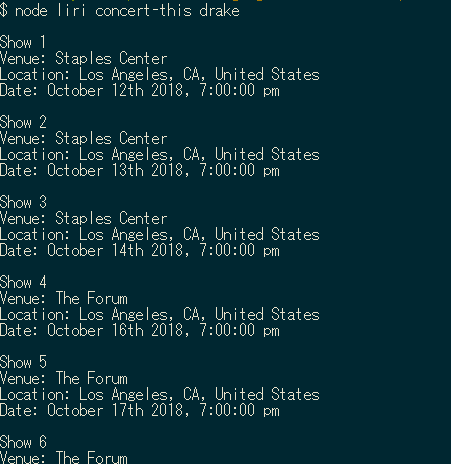 $ node liri concert-this drake
Show 1
Venue: Staples Center
Location: Los Angeles, CA, United States
Date: October 12th 2018, 7:00:00 pm
Show 2
Venue: Staples Center
Location: Los Angeles, CA, United States
Date: October 13th 2018, 7:00:00 pm
Show 3
Venue: Staples Center
Location: Los Angeles, CA, United States
Date: October 14th 2018, 7:00:00 pm
Show 4
Venue: The Forum
Location: Los Angeles, CA, United States
Date: October 16th 2018, 7:00:00 pm
Show 5
Venue: The Forum
Location: Los Angeles, CA, United States
Date: October 17th 2018, 7:00:00 pm
Show 6
Venue: The Forum